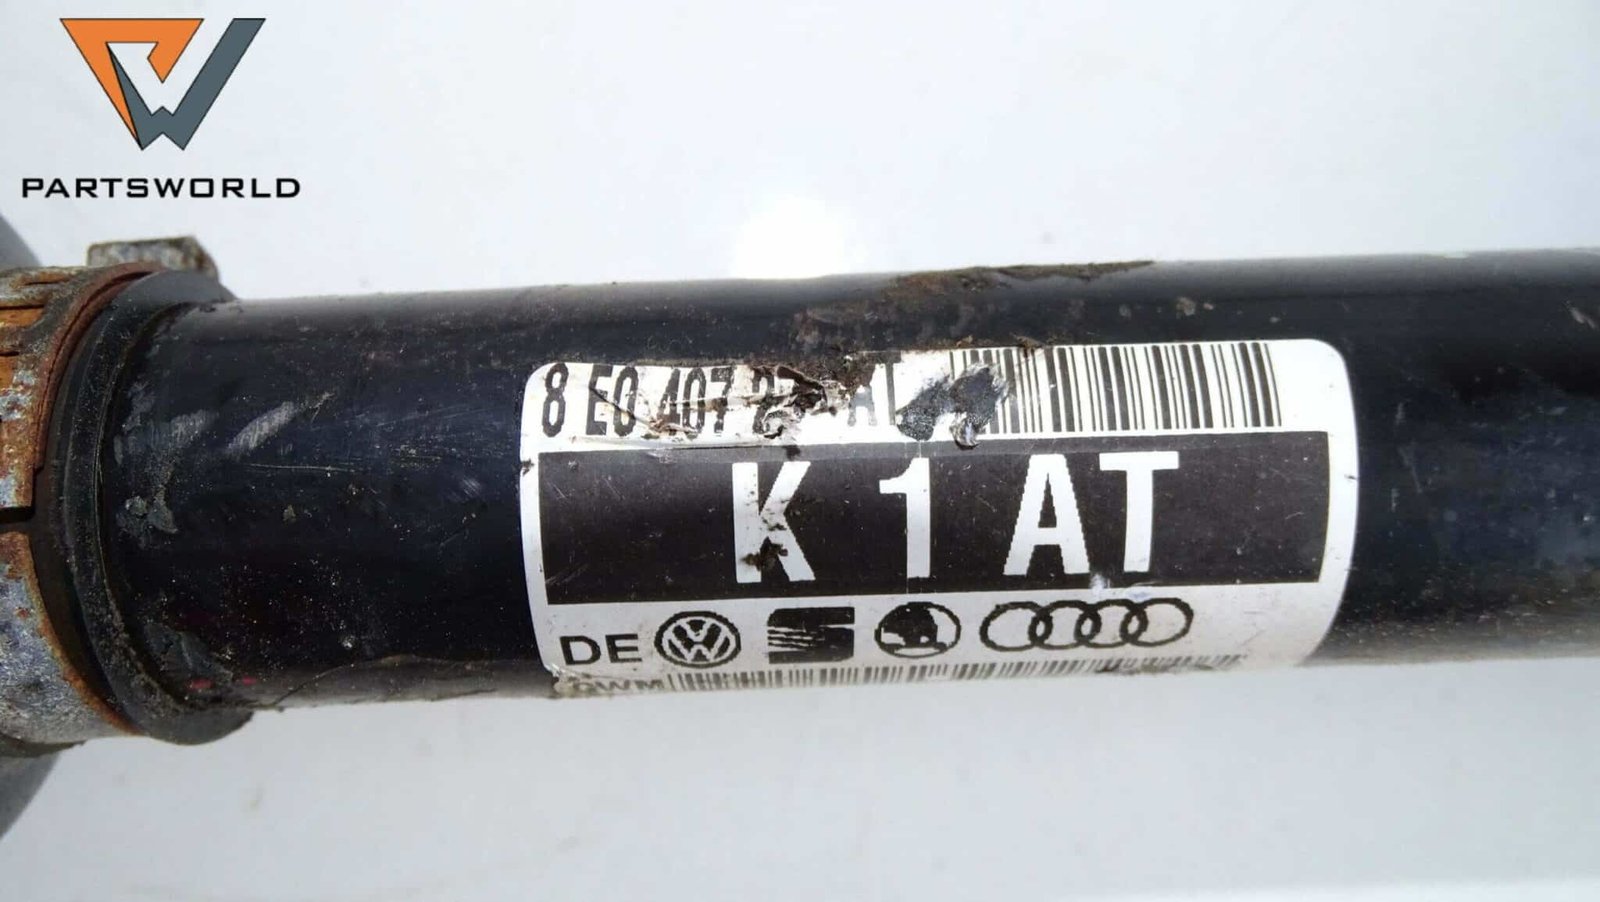 PARTSWORLD
8 E0 407
K 1 AT
DE